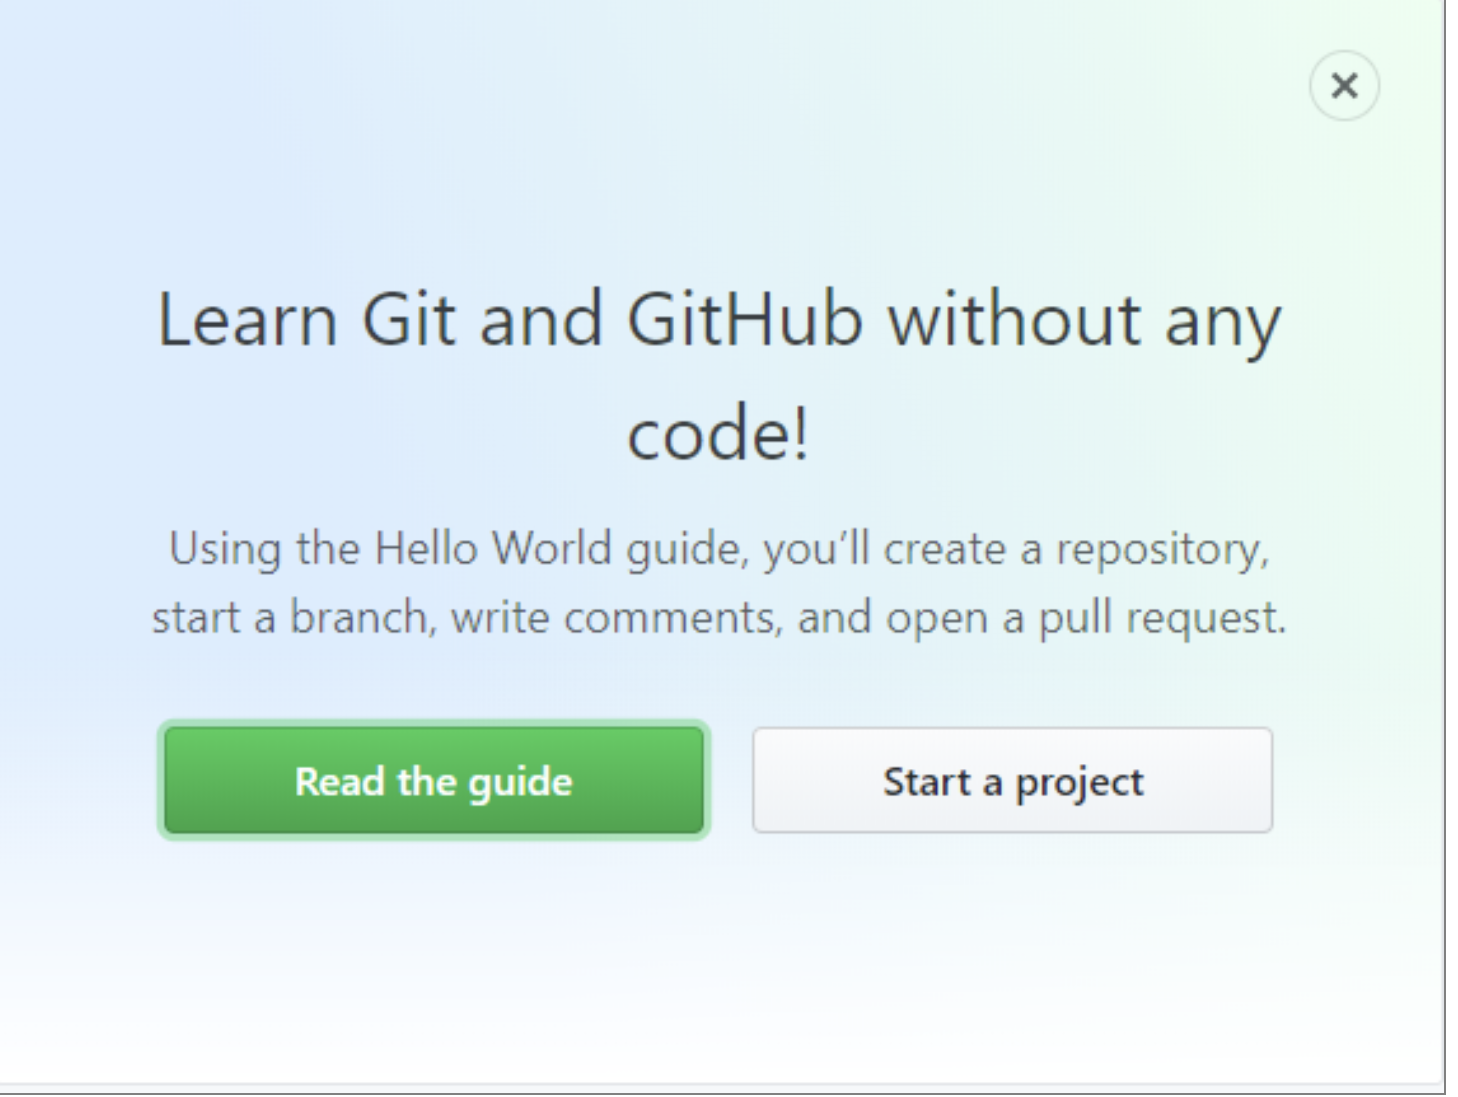 Learn Git and GitHub without any
code!
Using the Hello World guide, you’ll create a repository,
start a branch, write comments, and open a pull request.
Read the guide
Start a project